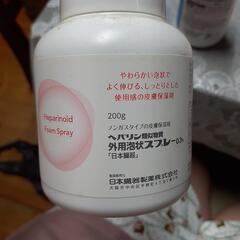 Heparinoid
Foam Spray
やわらかい泡状で
よく伸びる、しっとりとした
使用感の皮膚保湿剤
200g
ノンガスタイプの皮膚保湿剤
ヘパリン類似物質
外用泡状スプレー0.3%
「日本臓器」
日本臓器製薬株式会社